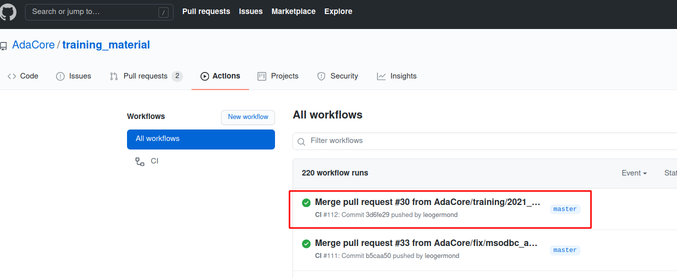 Search or jump to… /
Pull requests Issues Marketplace Explore
AdaCore / training_material
Code Issues Pull requests 2 Actions Projects Security Insights
Workflows New workflow
All workflows
CI
All workflows
Filter workflows
220 workflow runs Event Stat
Merge pull request #30 from AdaCore/training/2021_… master
CI #112: Commit 3d6fe29 pushed by leogermond
Merge pull request #33 from AdaCore/fix/msodbc_a… master
CI #111: Commit b5caa50 pushed by leogermond